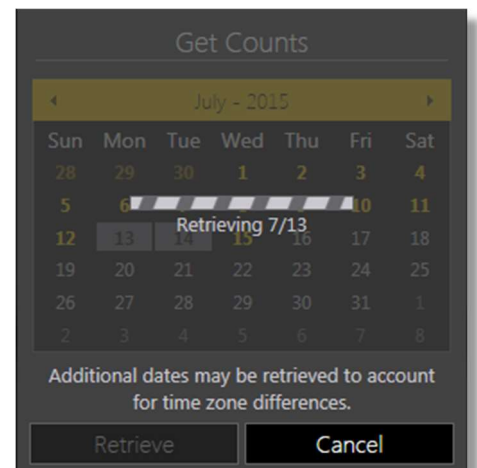 Get Counts
July - 2015
Sun Mon Tue Wed Thu Fri Sat
28 29 30 1 2 3 4
5 6 10 11
Retrieving 7/13
12 13 14 15 16 17 18
19 20 21 22 23 24 25
26 27 28 29 30 31 1
2 3 4 5 6 7 8
Additional dates may be retrieved to account
for time zone differences.
Retrieve Cancel